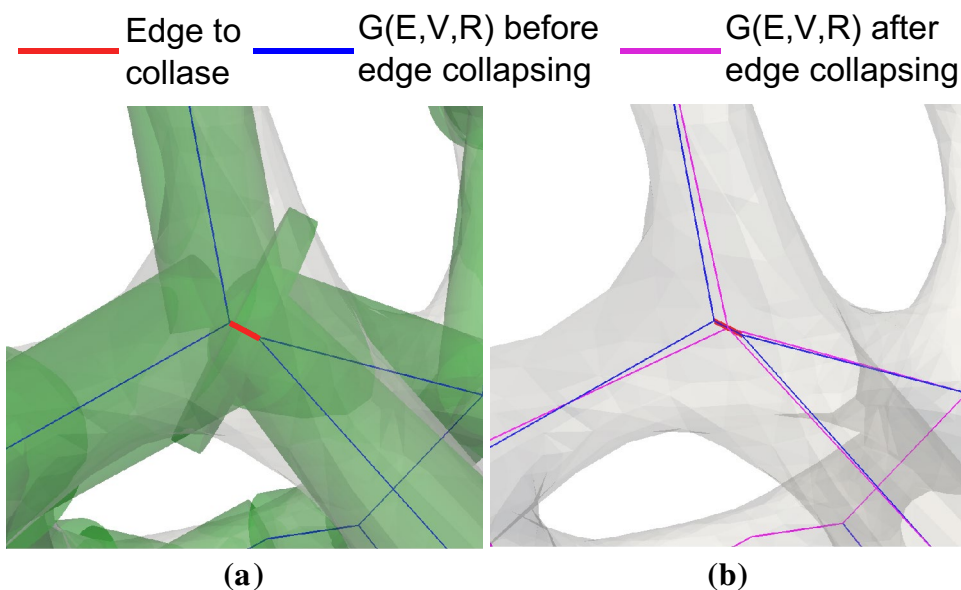 Edge to
collase
G(E,V,R) before
edge collapsing
G(E,V,R) after
edge collapsing
(a)
(b)